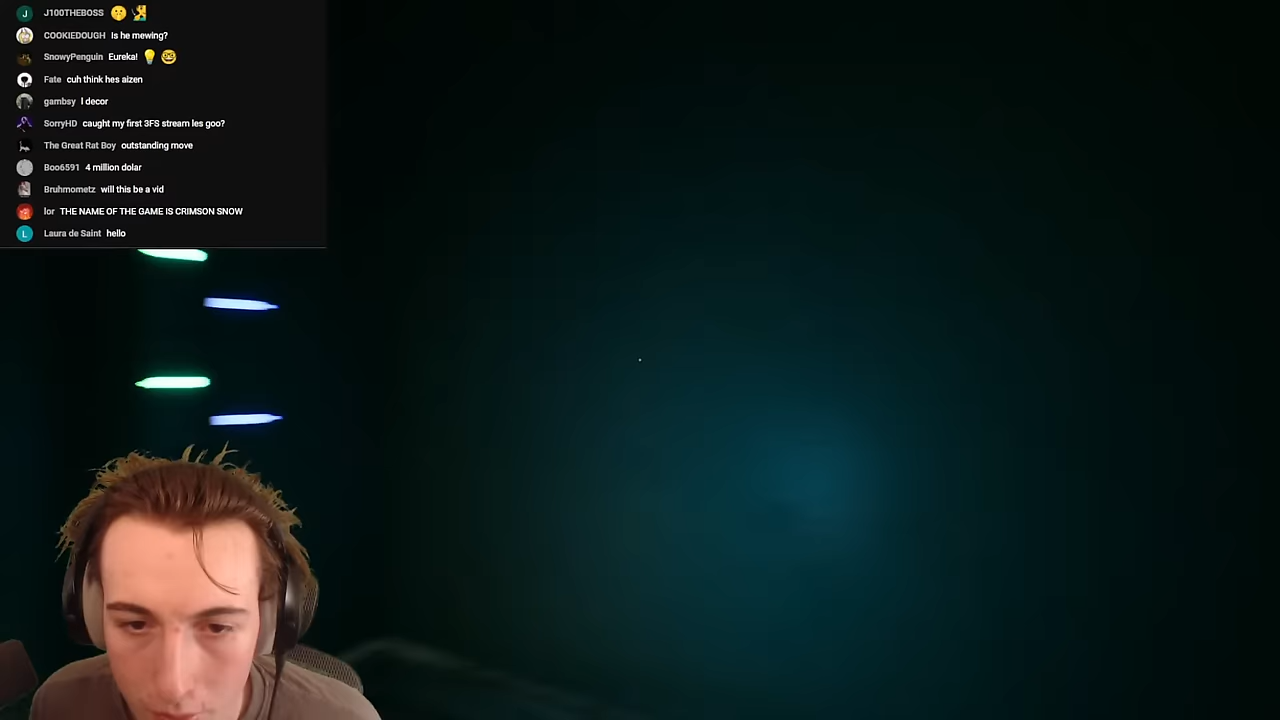 J J100THEBOSS 🤫 🧏‍♂️
COOKIEDOUGH Is he mewing?
SnowyPenguin Eureka! 💡 🤓
Fate cuh think hes aizen
gambsy l decor
SorryHD caught my first 3FS stream les goo?
The Great Rat Boy outstanding move
Boo6591 4 million dolar
Bruhmometz will this be a vid
lor THE NAME OF THE GAME IS CRIMSON SNOW
L Laura de Saint hello